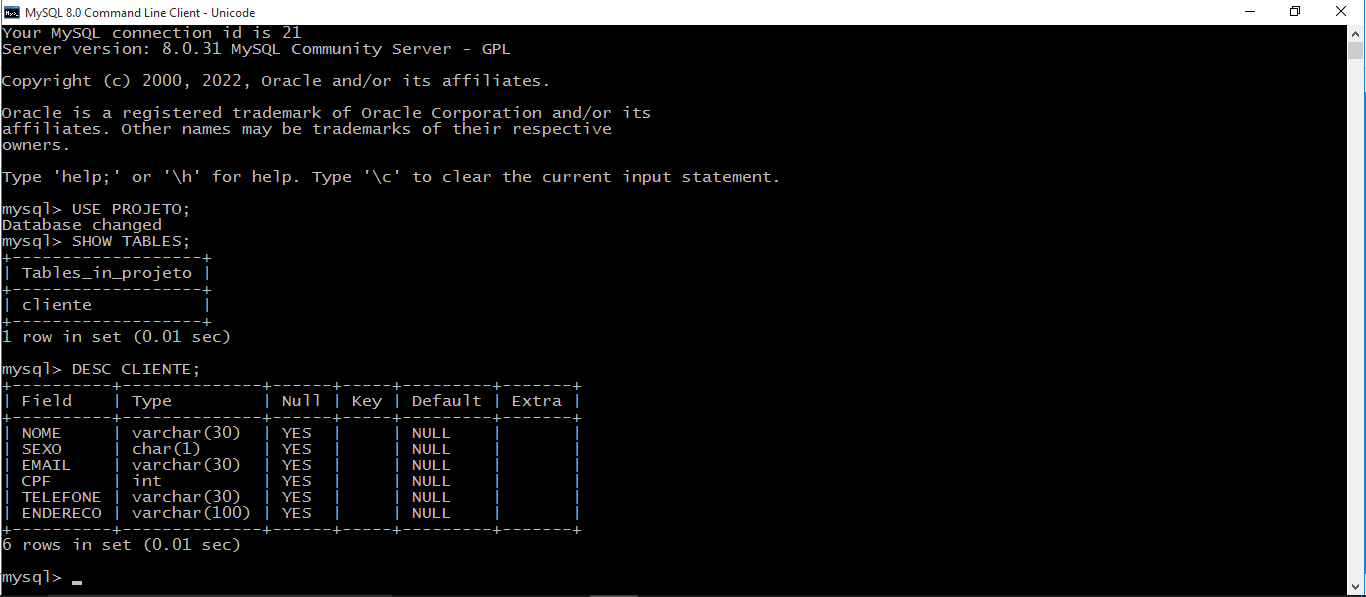 MySQL 8.0 Command Line Client - Unicode
Your MySQL connection id is 21
Server version: 8.0.31 MySQL Community Server - GPL
Copyright (c) 2000, 2022, Oracle and/or its affiliates.
Oracle is a registered trademark of Oracle Corporation and/or its
affiliates. Other names may be trademarks of their respective
owners.
Type 'help;' or '\h' for help. Type '\c' to clear the current input statement.
mysql> USE PROJETO;
Database changed
mysql> SHOW TABLES;
+-------------------+
| Tables_in_projeto |
+-------------------+
| cliente           |
+-------------------+
1 row in set (0.01 sec)
mysql> DESC CLIENTE;
+----------+--------------+------+-----+---------+-------+
| Field    | Type         | Null | Key | Default | Extra |
+----------+--------------+------+-----+---------+-------+
| NOME     | varchar(30)  | YES  |     | NULL    |       |
| SEXO     | char(1)      | YES  |     | NULL    |       |
| EMAIL    | varchar(30)  | YES  |     | NULL    |       |
| CPF      | int          | YES  |     | NULL    |       |
| TELEFONE | varchar(30)  | YES  |     | NULL    |       |
| ENDERECO | varchar(100) | YES  |     | NULL    |       |
+----------+--------------+------+-----+---------+-------+
6 rows in set (0.01 sec)
mysql> _